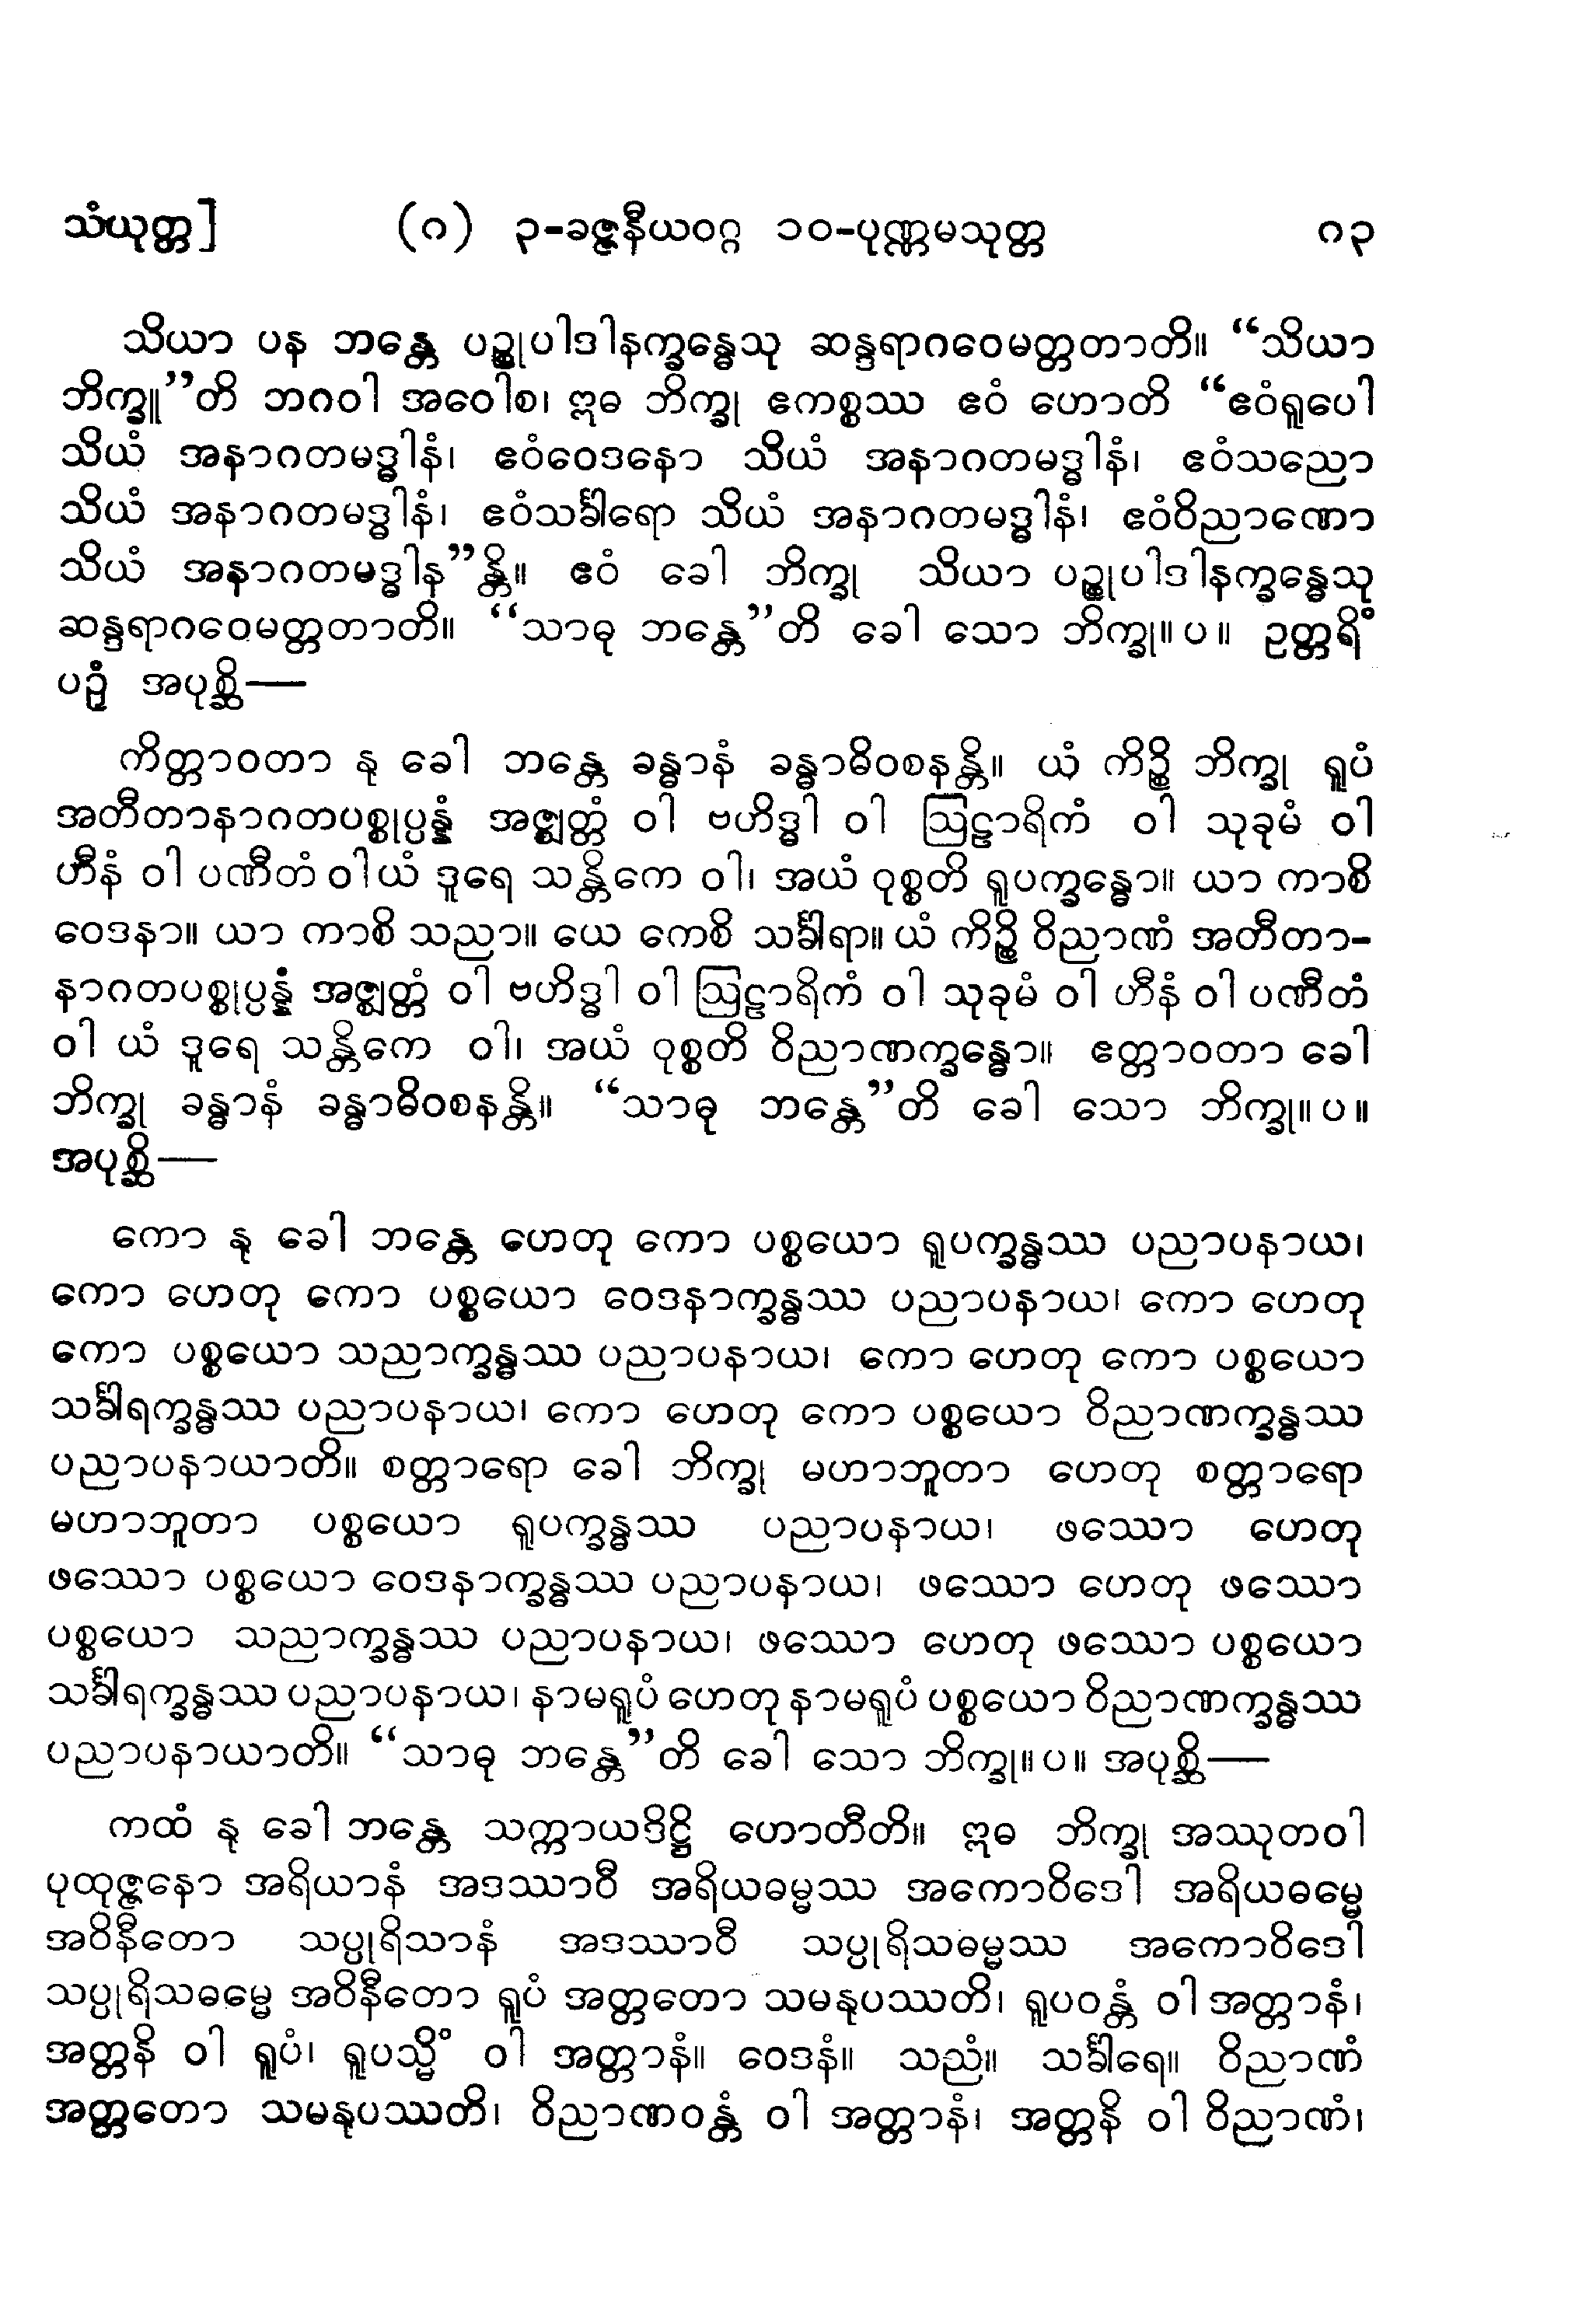 သံယုတ္တ] (ဂ) ၃-ခဇ္ဇနီယဝဂ္ဂ ၁၀-ပုဏ္ဏမသုတ္တ ဂ၃
သိယာ ပန ဘန္တေ ပဉ္စုပါဒါနက္ခန္ဓေသု ဆန္ဒရာဂဝေမတ္တတာတိ။ “သိယာ
ဘိက္ခူ”တိ ဘဂဝါ အဝေါစ၊ ဣဓ ဘိက္ခု ဧကစ္စဿ ဧဝံ ဟောတိ “ဧဝံရူပေါ
သိယံ အနာဂတမဒ္ဓါနံ၊ ဧဝံဝေဒနော သိယံ အနာဂတမဒ္ဓါနံ၊ ဧဝံသညော
သိယံ အနာဂတမဒ္ဓါနံ၊ ဧဝံသင်္ခါရော သိယံ အနာဂတမဒ္ဓါနံ၊ ဧဝံဝိညာဏော
သိယံ အနာဂတမဒ္ဓါန”န္တိ။ ဧဝံ ခေါ ဘိက္ခု သိယာ ပဉ္စုပါဒါနက္ခန္ဓေသု
ဆန္ဒရာဂဝေမတ္တတာတိ။ “သာဓု ဘန္တေ”တိ ခေါ သော ဘိက္ခု။ပ။ ဥတ္တရိံ
ပဥှံ အပုစ္ဆိ—
ကိတ္တာဝတာ နု ခေါ ဘန္တေ ခန္ဓာနံ ခန္ဓာဓိဝစနန္တိ။ ယံ ကိဉ္စိ ဘိက္ခု ရူပံ
အတီတာနာဂတပစ္စုပ္ပန္နံ အဇ္ဈတ္တံ ဝါ ဗဟိဒ္ဓါ ဝါ ဩဠာရိကံ ဝါ သုခုမံ ဝါ
ဟီနံ ဝါ ပဏီတံ ဝါ ယံ ဒူရေ သန္တိကေ ဝါ၊ အယံ ဝုစ္စတိ ရူပက္ခန္ဓော။ ယာ ကာစိ
ဝေဒနာ။ ယာ ကာစိ သညာ။ ယေ ကေစိ သင်္ခါရာ။ ယံ ကိဉ္စိ ဝိညာဏံ အတီတာ-
နာဂတပစ္စုပ္ပန္နံ အဇ္ဈတ္တံ ဝါ ဗဟိဒ္ဓါ ဝါ ဩဠာရိကံ ဝါ သုခုမံ ဝါ ဟီနံ ဝါ ပဏီတံ
ဝါ ယံ ဒူရေ သန္တိကေ ဝါ၊ အယံ ဝုစ္စတိ ဝိညာဏက္ခန္ဓော။ ဧတ္တာဝတာ ခေါ
ဘိက္ခု ခန္ဓာနံ ခန္ဓာဓိဝစနန္တိ။ “သာဓု ဘန္တေ”တိ ခေါ သော ဘိက္ခု။ပ။
အပုစ္ဆိ—
ကော နု ခေါ ဘန္တေ ဟေတု ကော ပစ္စယော ရူပက္ခန္ဓဿ ပညာပနာယ၊
ကော ဟေတု ကော ပစ္စယော ဝေဒနာက္ခန္ဓဿ ပညာပနာယ၊ ကော ဟေတု
ကော ပစ္စယော သညာက္ခန္ဓဿ ပညာပနာယ၊ ကော ဟေတု ကော ပစ္စယော
သင်္ခါရက္ခန္ဓဿ ပညာပနာယ၊ ကော ဟေတု ကော ပစ္စယော ဝိညာဏက္ခန္ဓဿ
ပညာပနာယာတိ။ စတ္တာရော ခေါ ဘိက္ခု မဟာဘူတာ ဟေတု စတ္တာရော
မဟာဘူတာ ပစ္စယော ရူပက္ခန္ဓဿ ပညာပနာယ၊ ဖဿော ဟေတု
ဖဿော ပစ္စယော ဝေဒနာက္ခန္ဓဿ ပညာပနာယ၊ ဖဿော ဟေတု ဖဿော
ပစ္စယော သညာက္ခန္ဓဿ ပညာပနာယ၊ ဖဿော ဟေတု ဖဿော ပစ္စယော
သင်္ခါရက္ခန္ဓဿ ပညာပနာယ၊ နာမရူပံ ဟေတု နာမရူပံ ပစ္စယော ဝိညာဏက္ခန္ဓဿ
ပညာပနာယာတိ။ “သာဓု ဘန္တေ”တိ ခေါ သော ဘိက္ခု။ပ။ အပုစ္ဆိ—
ကထံ နု ခေါ ဘန္တေ သက္ကာယဒိဋ္ဌိ ဟောတီတိ။ ဣဓ ဘိက္ခု အဿုတဝါ
ပုထုဇ္ဇနော အရိယာနံ အဒဿာဝီ အရိယဓမ္မဿ အကောဝိဒေါ အရိယဓမ္မေ
အဝိနီတော သပ္ပုရိသာနံ အဒဿာဝီ သပ္ပုရိသဓမ္မဿ အကောဝိဒေါ
သပ္ပုရိသဓမ္မေ အဝိနီတော ရူပံ အတ္တတော သမနုပဿတိ၊ ရူပဝန္တံ ဝါ အတ္တာနံ၊
အတ္တနိ ဝါ ရူပံ၊ ရူပသ္မိံ ဝါ အတ္တာနံ။ ဝေဒနံ။ သညံ။ သင်္ခါရေ။ ဝိညာဏံ
အတ္တတော သမနုပဿတိ၊ ဝိညာဏဝန္တံ ဝါ အတ္တာနံ၊ အတ္တနိ ဝါ ဝိညာဏံ၊